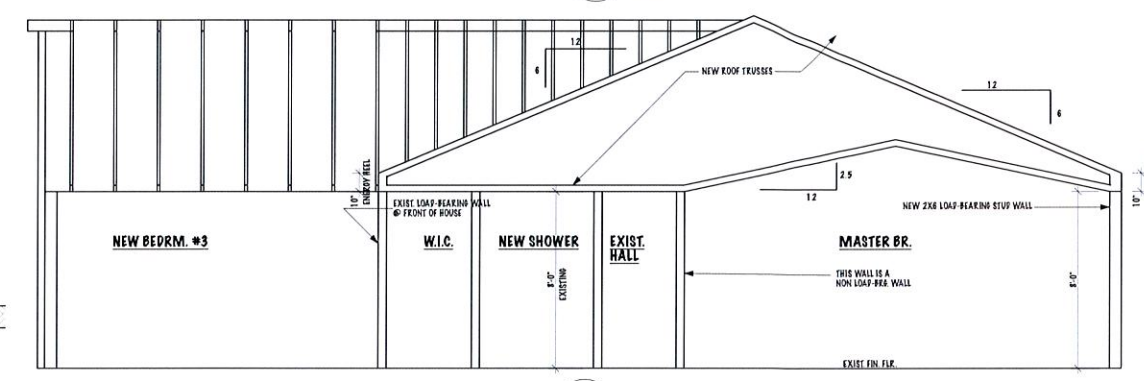 12
6
NEW ROOF TRUSSES
12
6
10"
ENERGY HEEL
EXIST. LOAD-BEARING WALL
@ FRONT OF HOUSE
2.5
12
NEW 2X6 LOAD-BEARING STUD WALL
10"
NEW BEDRM. #3
W.I.C.
NEW SHOWER
EXIST.
HALL
MASTER BR.
8'-0"
EXISTING
THIS WALL IS A
NON LOAD-BRG. WALL
8'-0"
EXIST. FIN. FLR.